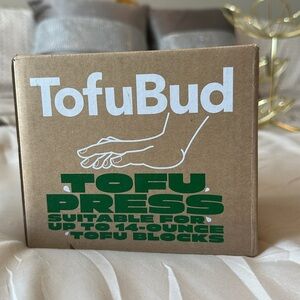 TofuBud
TOFU
PRESS
SUITABLE FOR
UP TO 14-OUNCE
TOFU BLOCKS